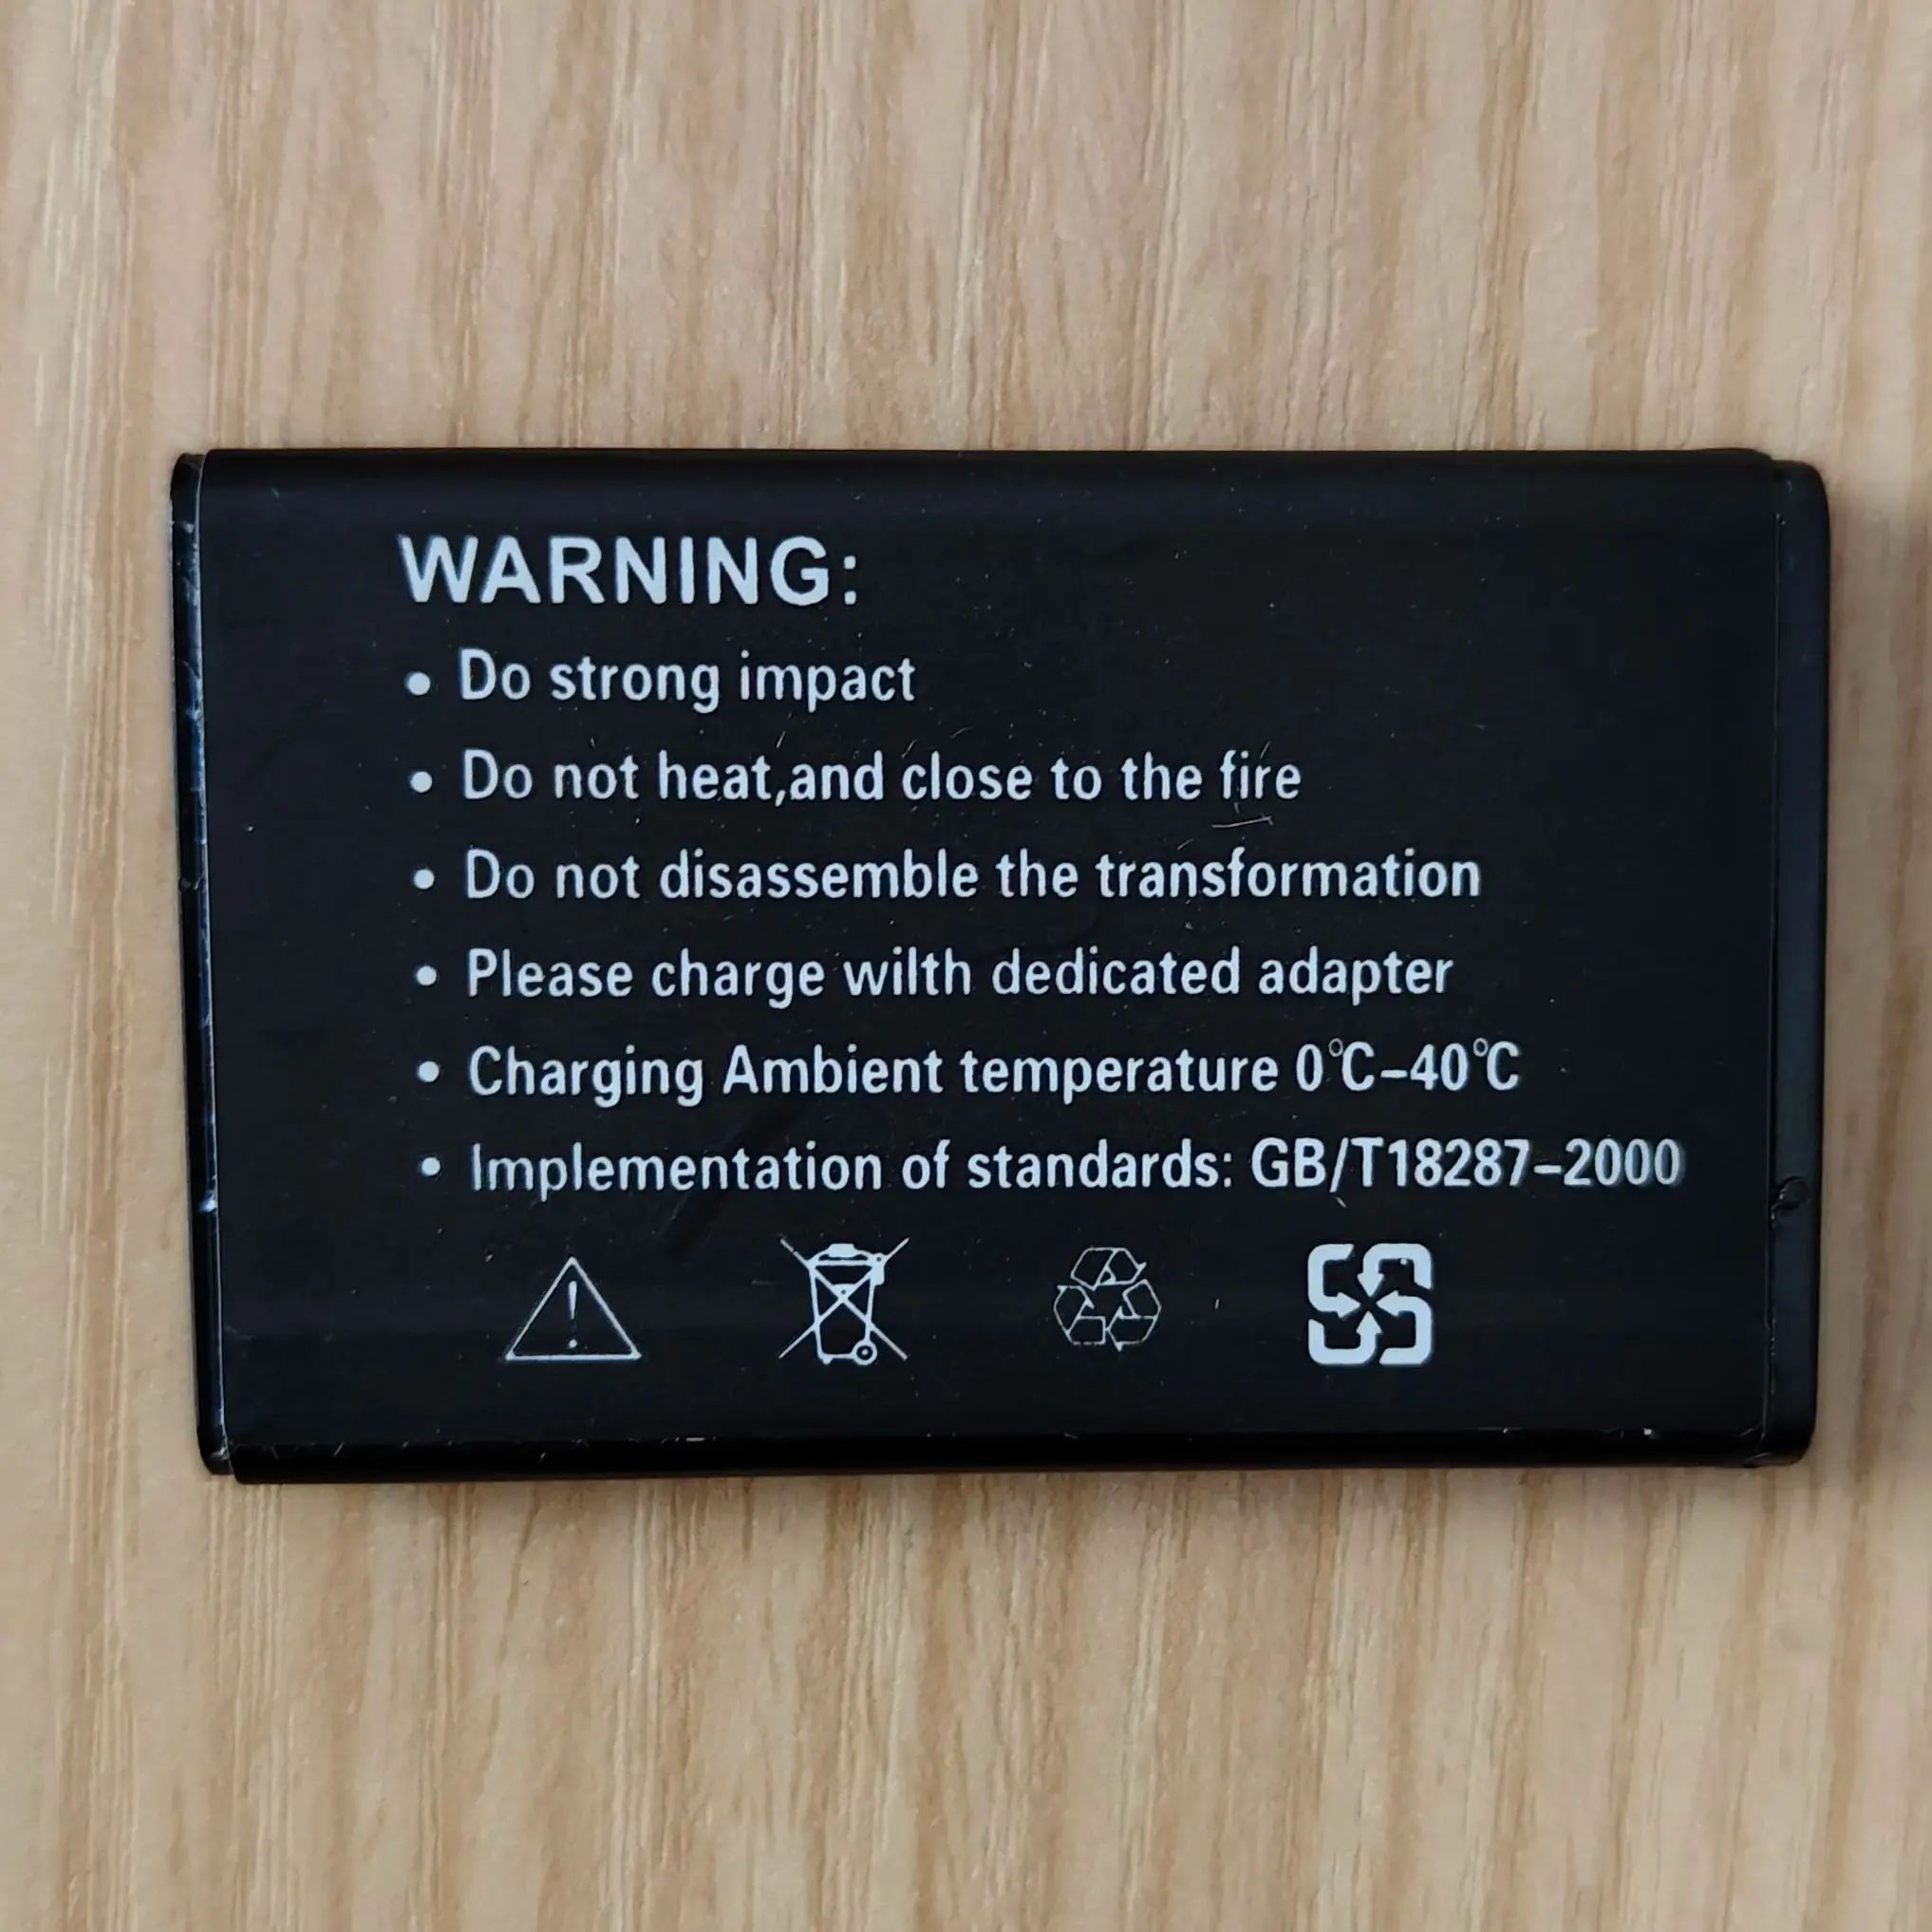 WARNING:
• Do strong impact
• Do not heat,and close to the fire
• Do not disassemble the transformation
• Please charge wilth dedicated adapter
• Charging Ambient temperature 0℃-40℃
• Implementation of standards: GB/T18287-2000